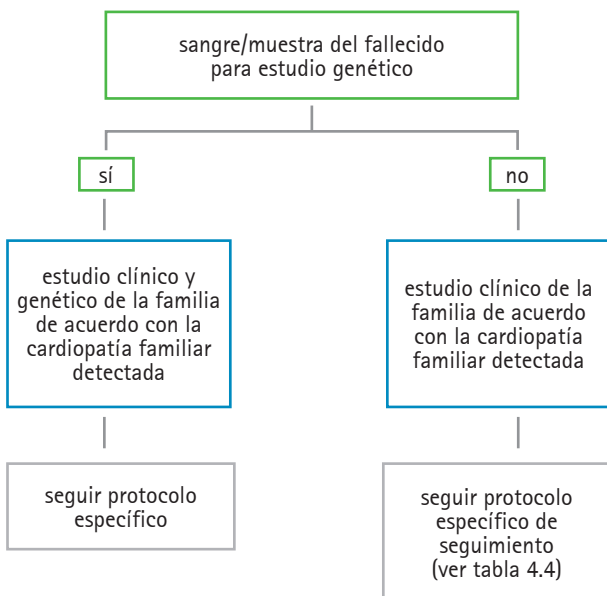 sangre/muestra del fallecido
para estudio genético
sí
no
estudio clínico y
genético de la familia
de acuerdo con la
cardiopatía familiar
detectada
estudio clínico de la
familia de acuerdo
con la cardiopatía
familiar detectada
seguir protocolo
específico
seguir protocolo
específico de
seguimiento
(ver tabla 4.4)